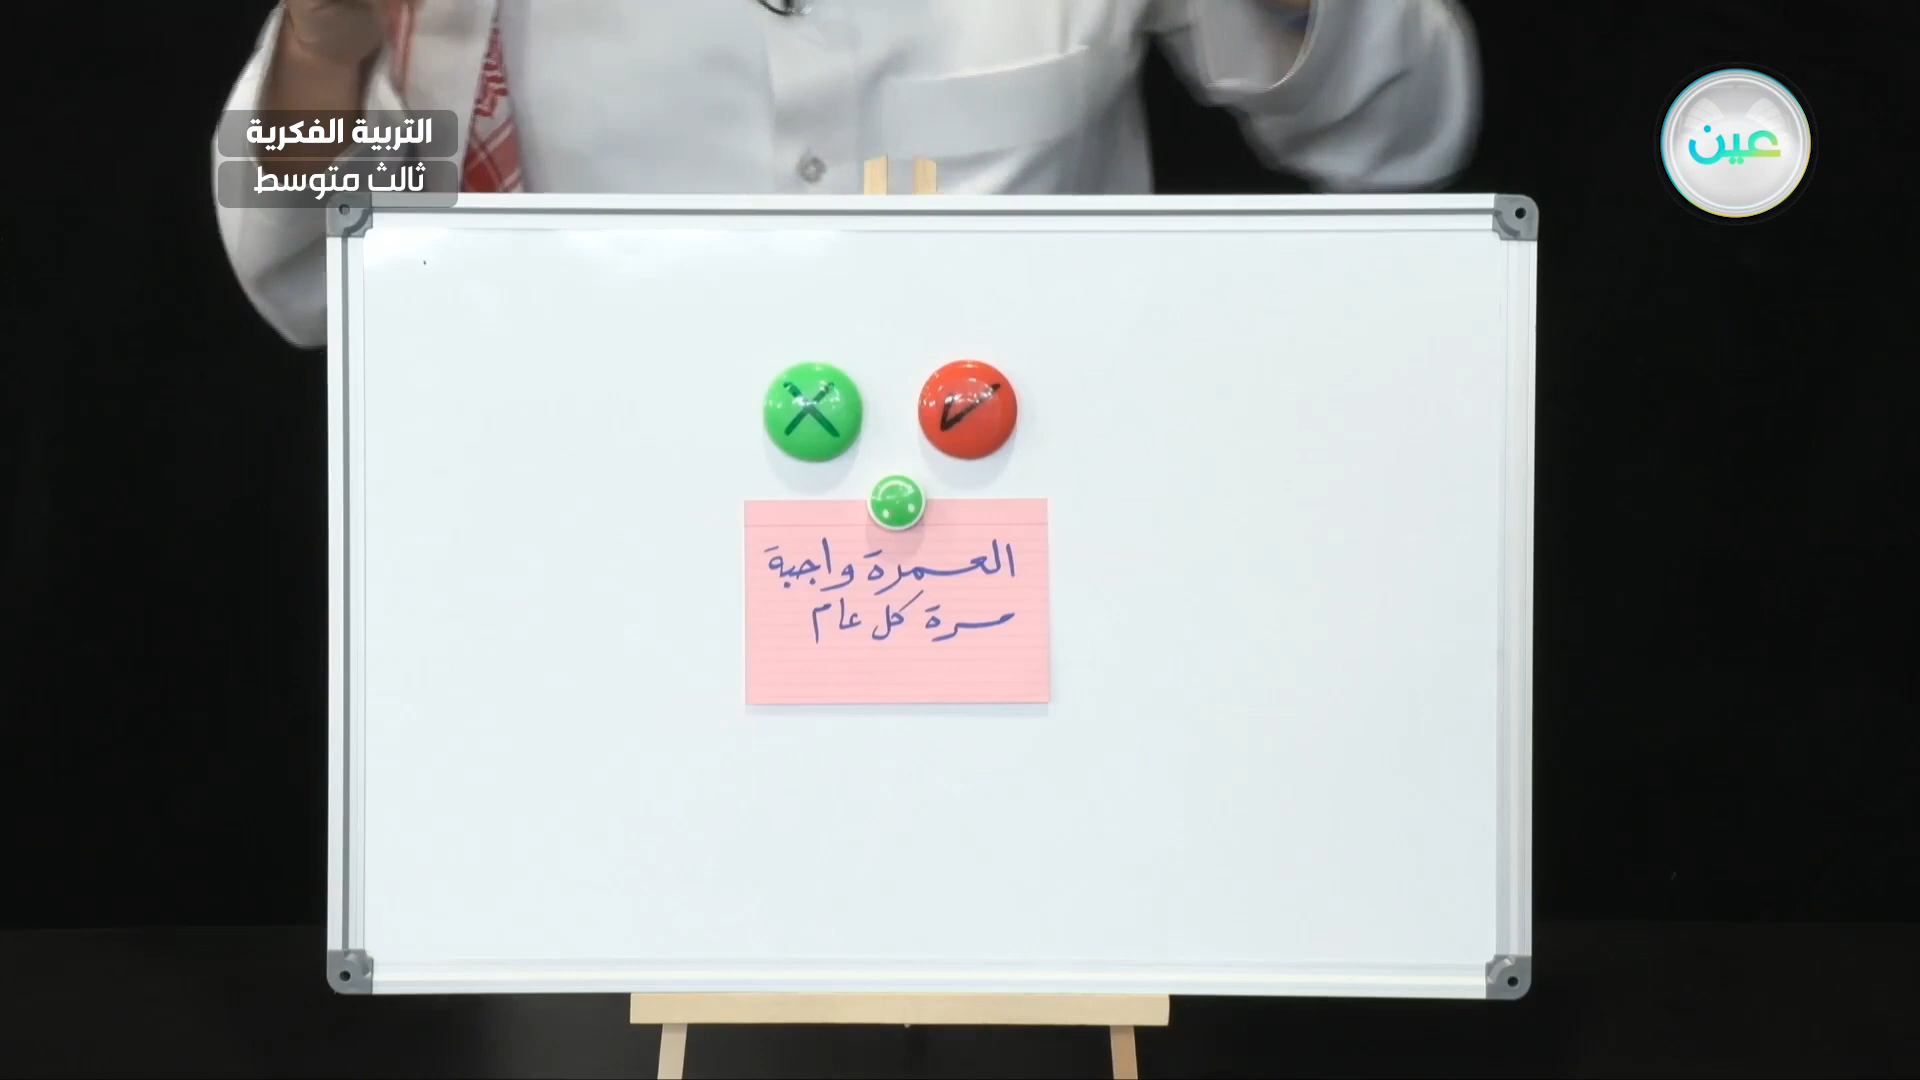 التربية الفكرية
ثالث متوسط
عين
العمرة واجبة
مرة كل عام